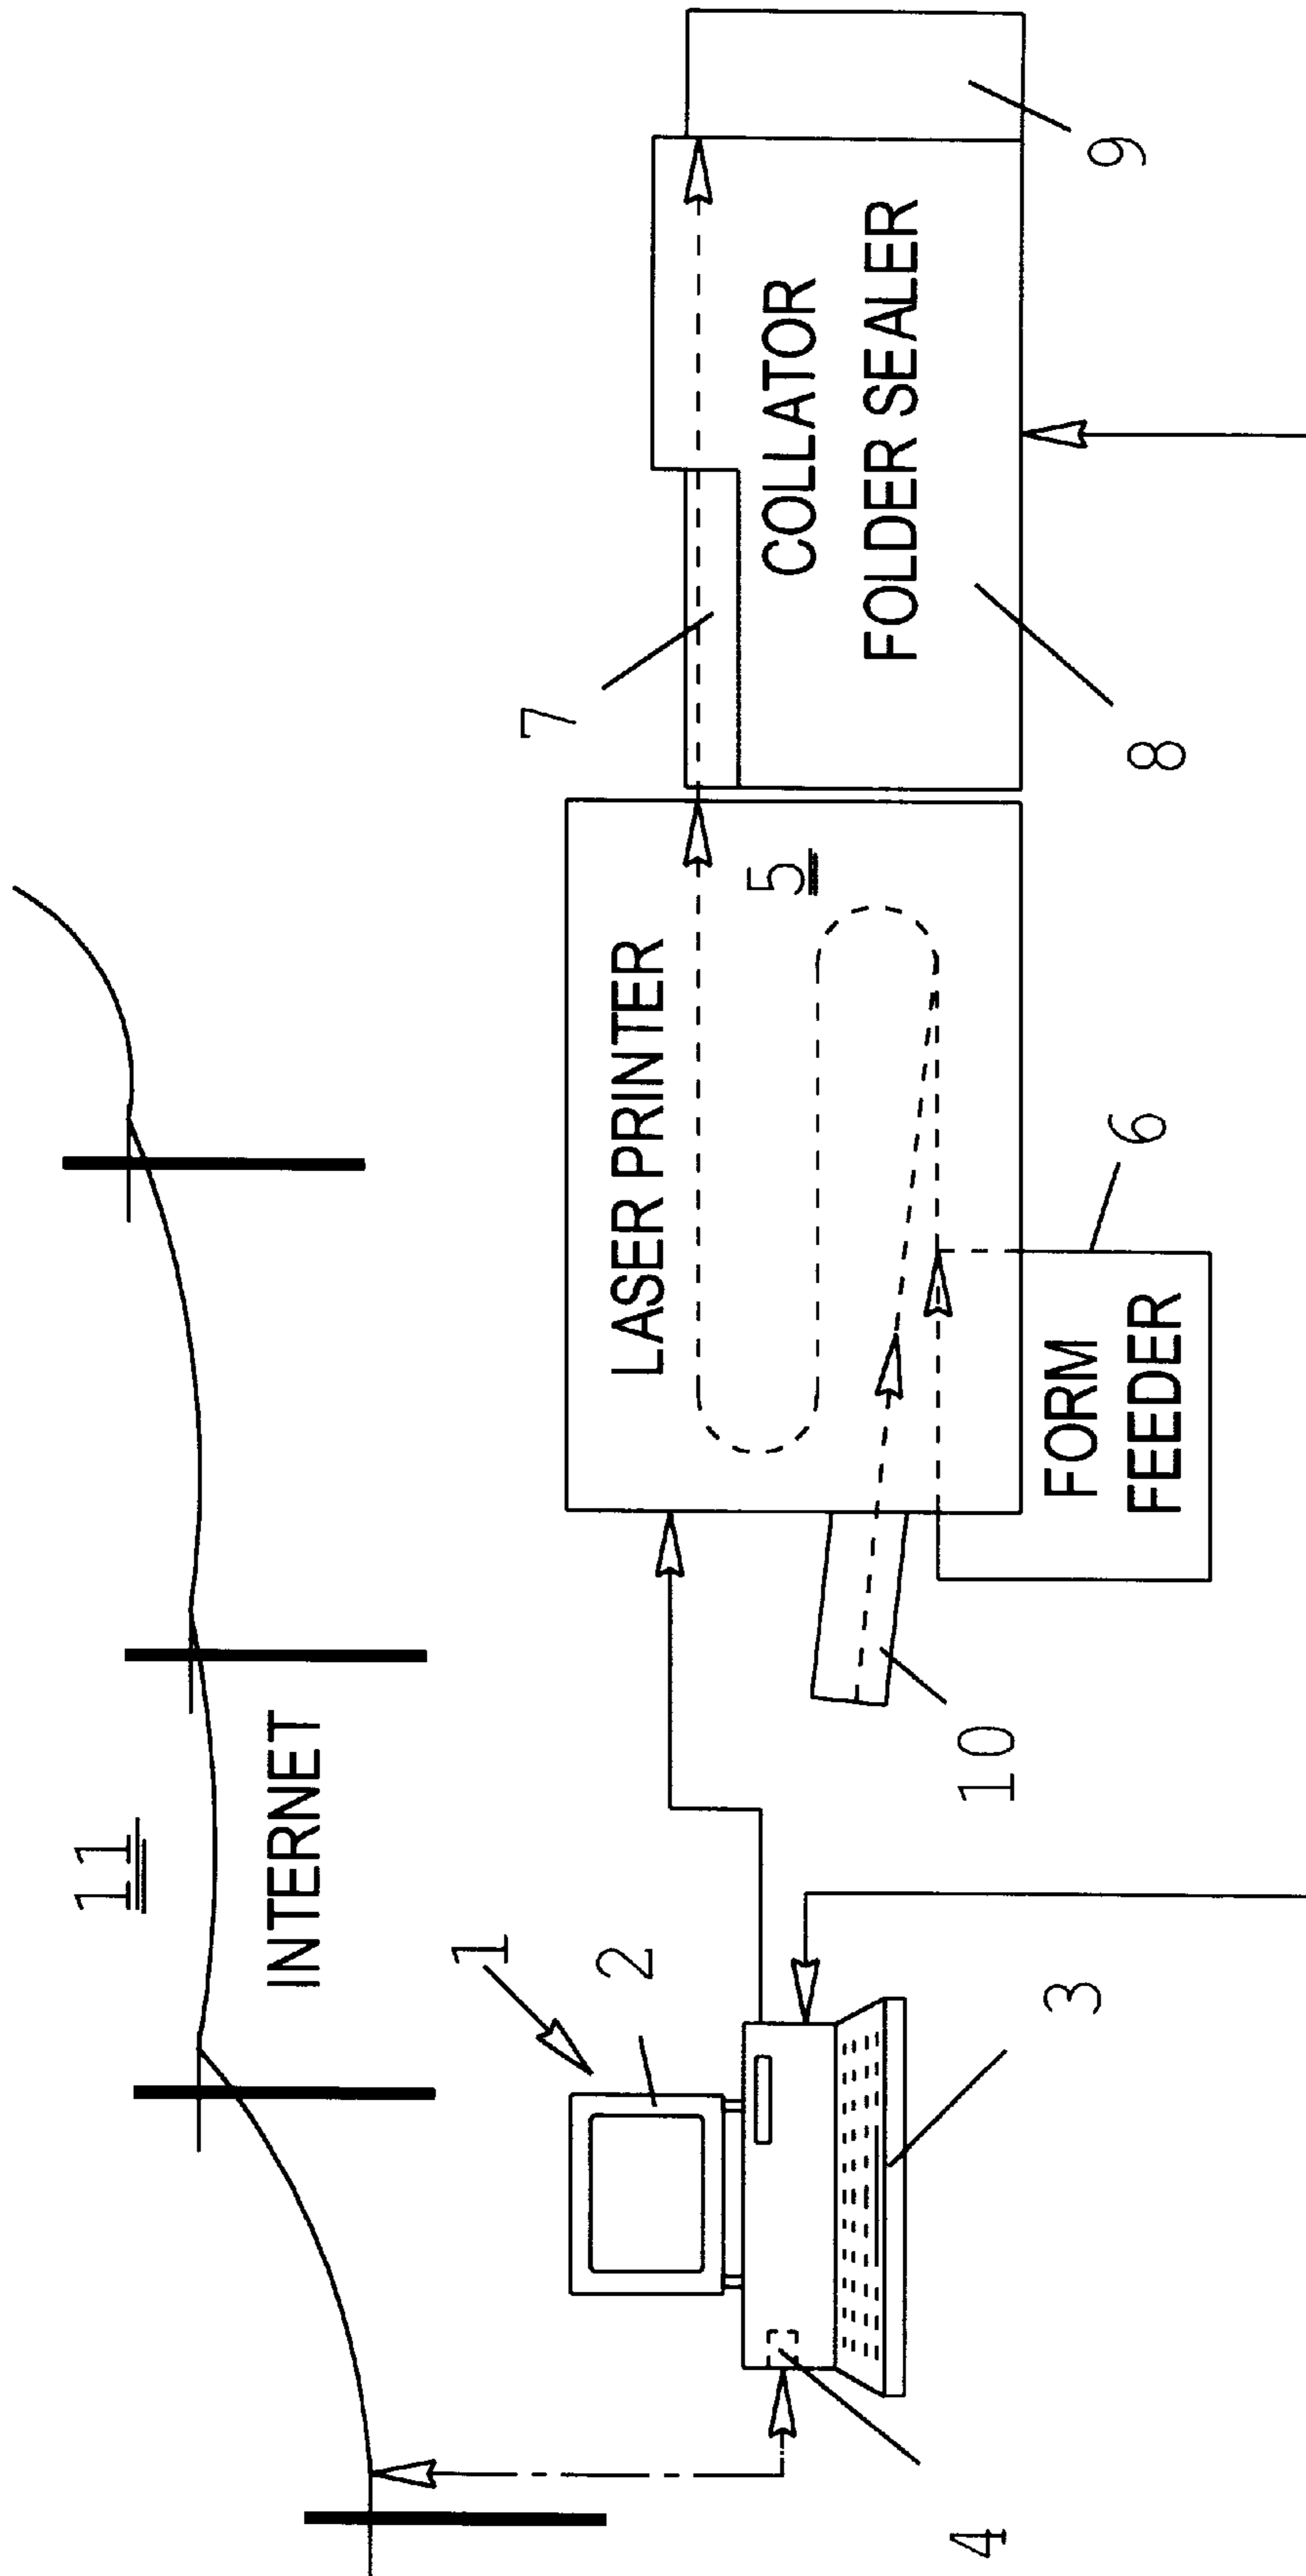 11
INTERNET
1
2
3
4
LASER PRINTER
5
10
FORM
FEEDER
6
7
COLLATOR
FOLDER SEALER
8
9